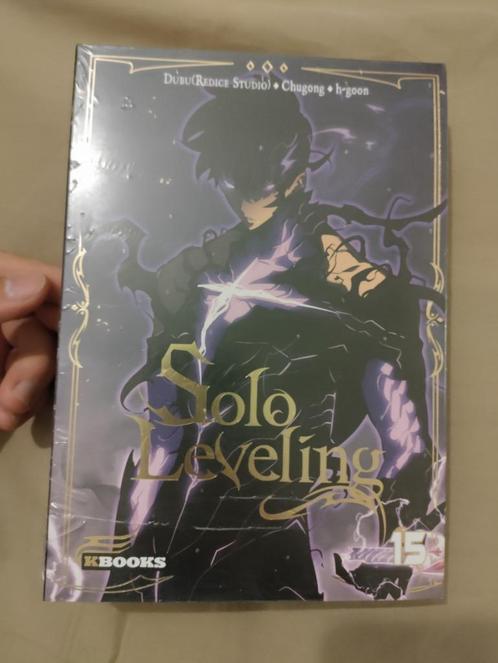 DUBU(REDICE STUDIO) ♦ Chugong ♦ h-goon
Solo
Leveling
KBOOKS
15